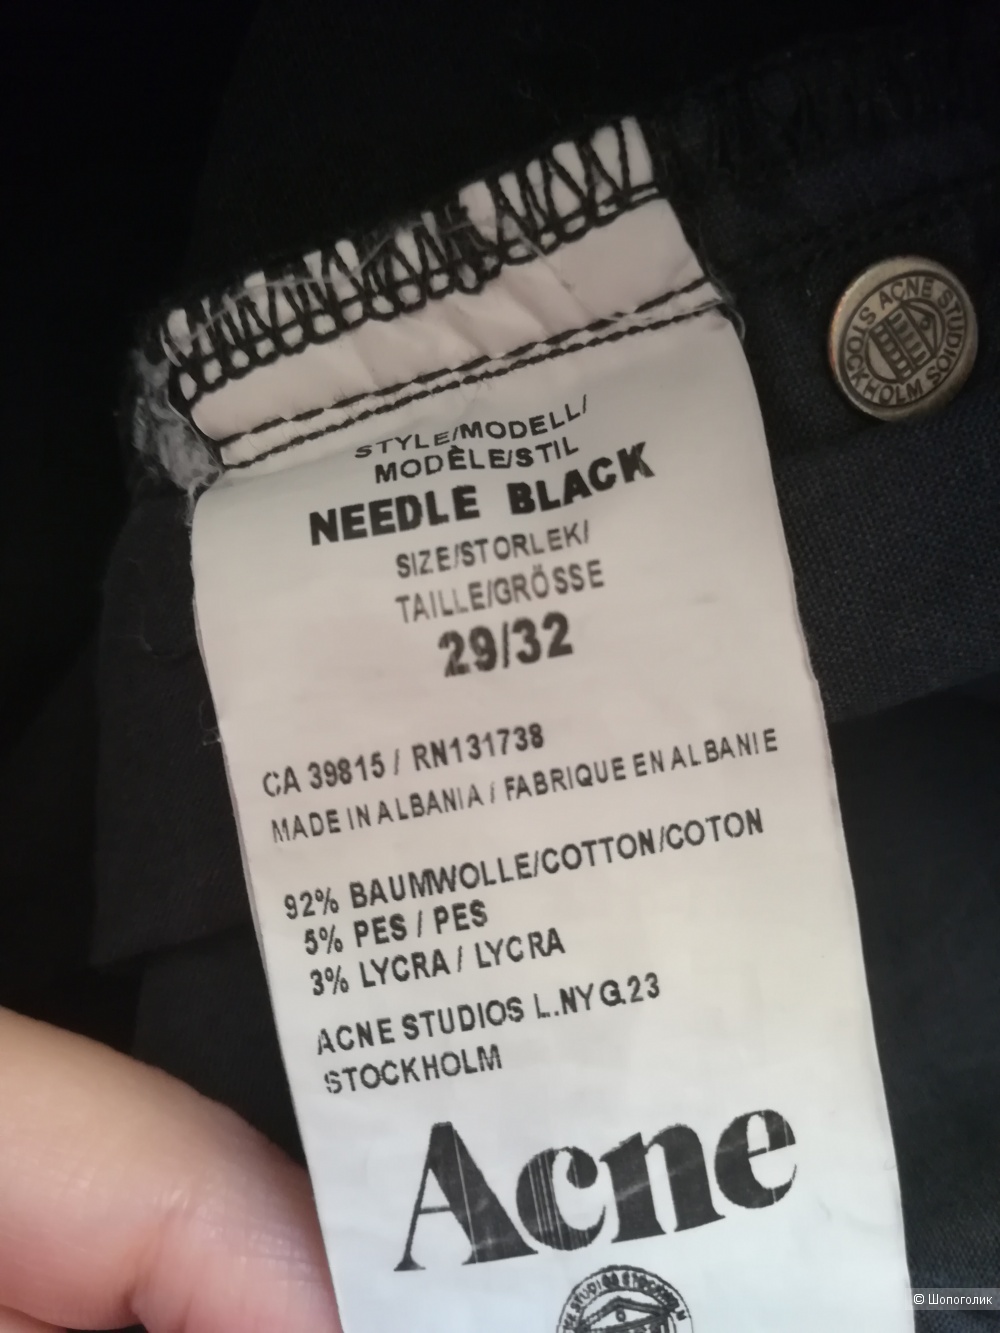 STYLE/MODELL/
MODÈLE/STIL
NEEDLE BLACK
SIZE/STORLEK/
TAILLE/GRÖSSE
29/32
CA 39815 / RN131738
MADE IN ALBANIA / FABRIQUE EN ALBANIE
92% BAUMWOLLE/COTTON/COTON
5% PES / PES
3% LYCRA / LYCRA
ACNE STUDIOS L.NYG.23
STOCKHOLM
Acne
ACNE STUDIOS
STOCKHOLM
© Шопоголик